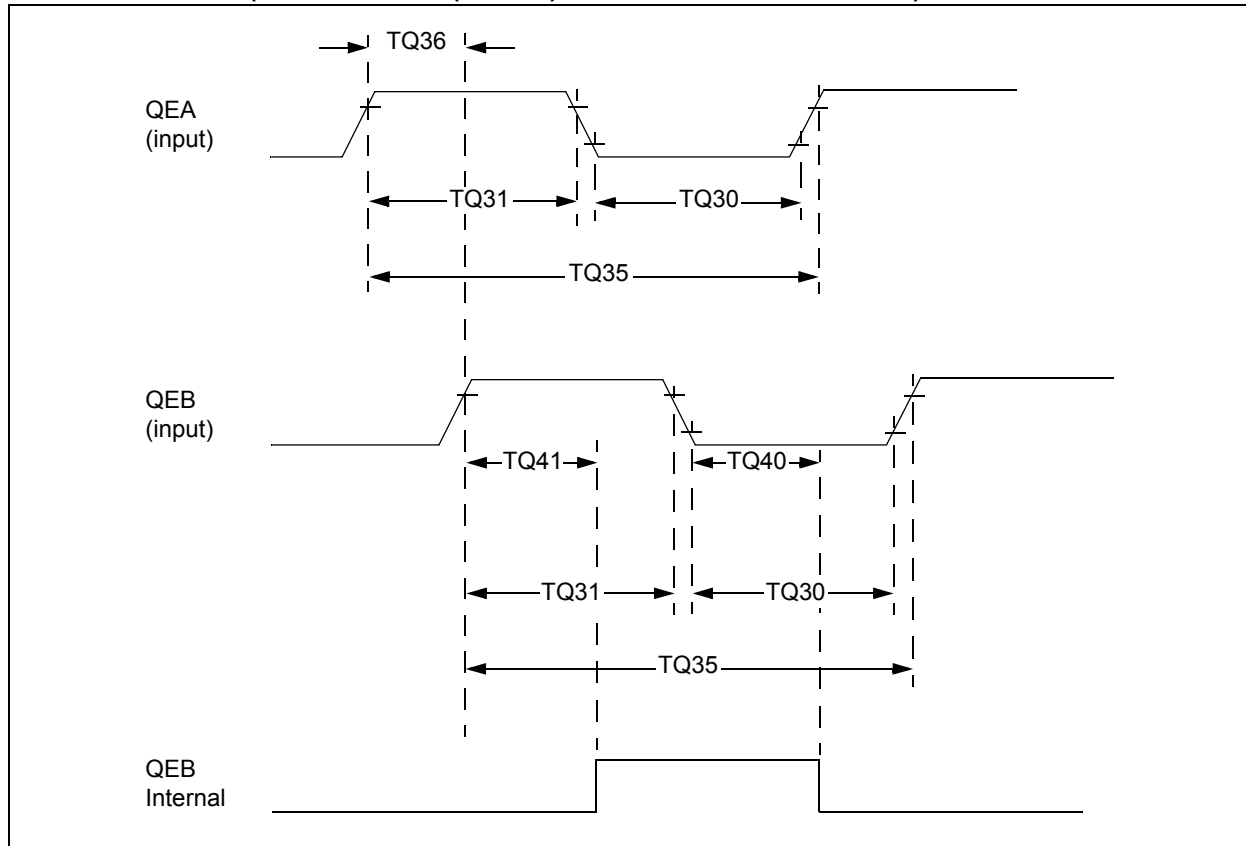 TQ36
QEA
(input)
TQ31
TQ30
TQ35
QEB
(input)
TQ41
TQ40
TQ31
TQ30
TQ35
QEB
Internal